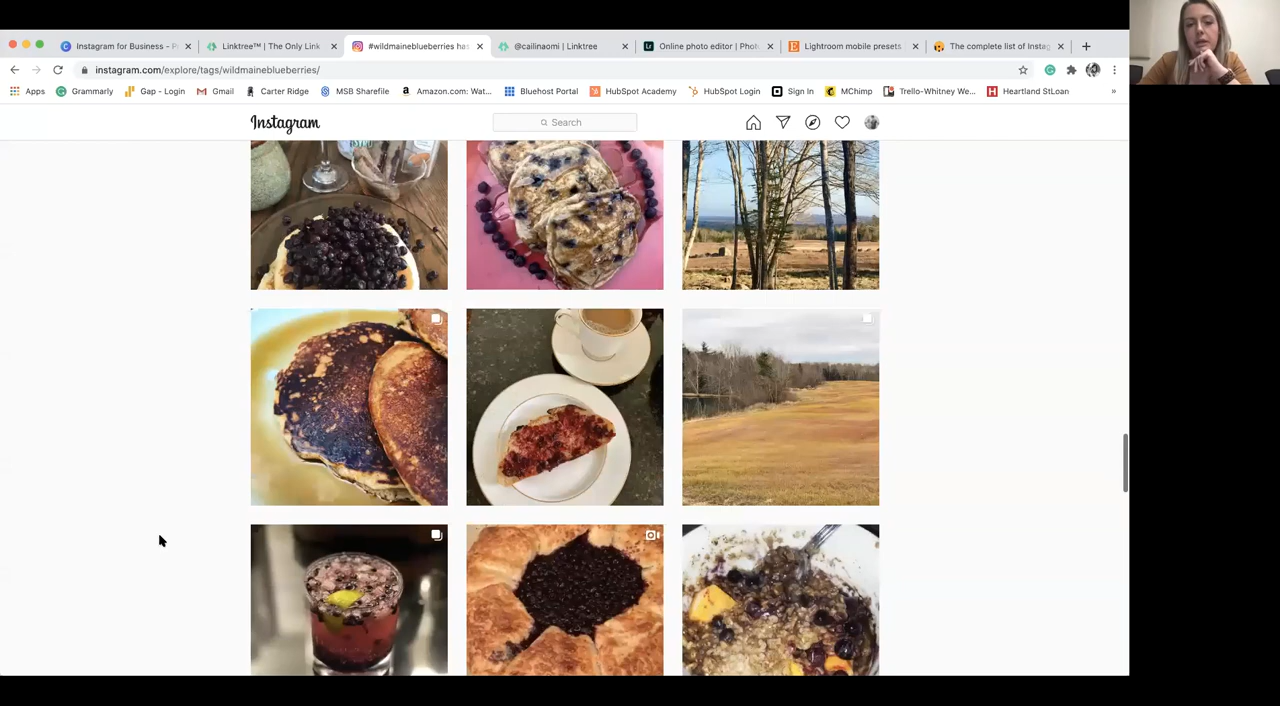 Instagram for Business - P
Linktree™ | The Only Link
#wildmaineblueberries has
@cailinaomi | Linktree
Online photo editor | Phot
Lightroom mobile presets
The complete list of Instag
instagram.com/explore/tags/wildmaineblueberries/
Apps
Grammarly
Gap - Login
Gmail
Carter Ridge
MSB Sharefile
Amazon.com: Wat...
Bluehost Portal
HubSpot Academy
HubSpot Login
Sign In
MChimp
Trello-Whitney We...
Heartland StLoan
»
Instagram
Search